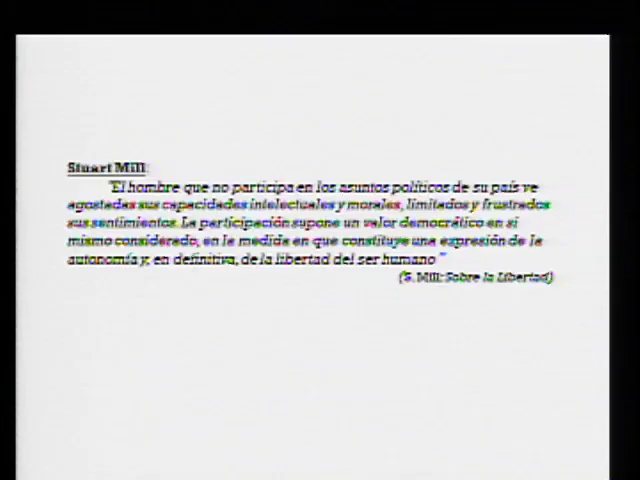 Stuart Mill:
"El hombre que no participa en los asuntos políticos de su país ve
agostadas sus capacidades intelectuales y morales, limitados y frustrados
sus sentimientos. La participación supone un valor democrático en sí
mismo considerado, en la medida en que constituye una expresión de la
autonomía y, en definitiva, de la libertad del ser humano"
(S. Mill: Sobre la Libertad)